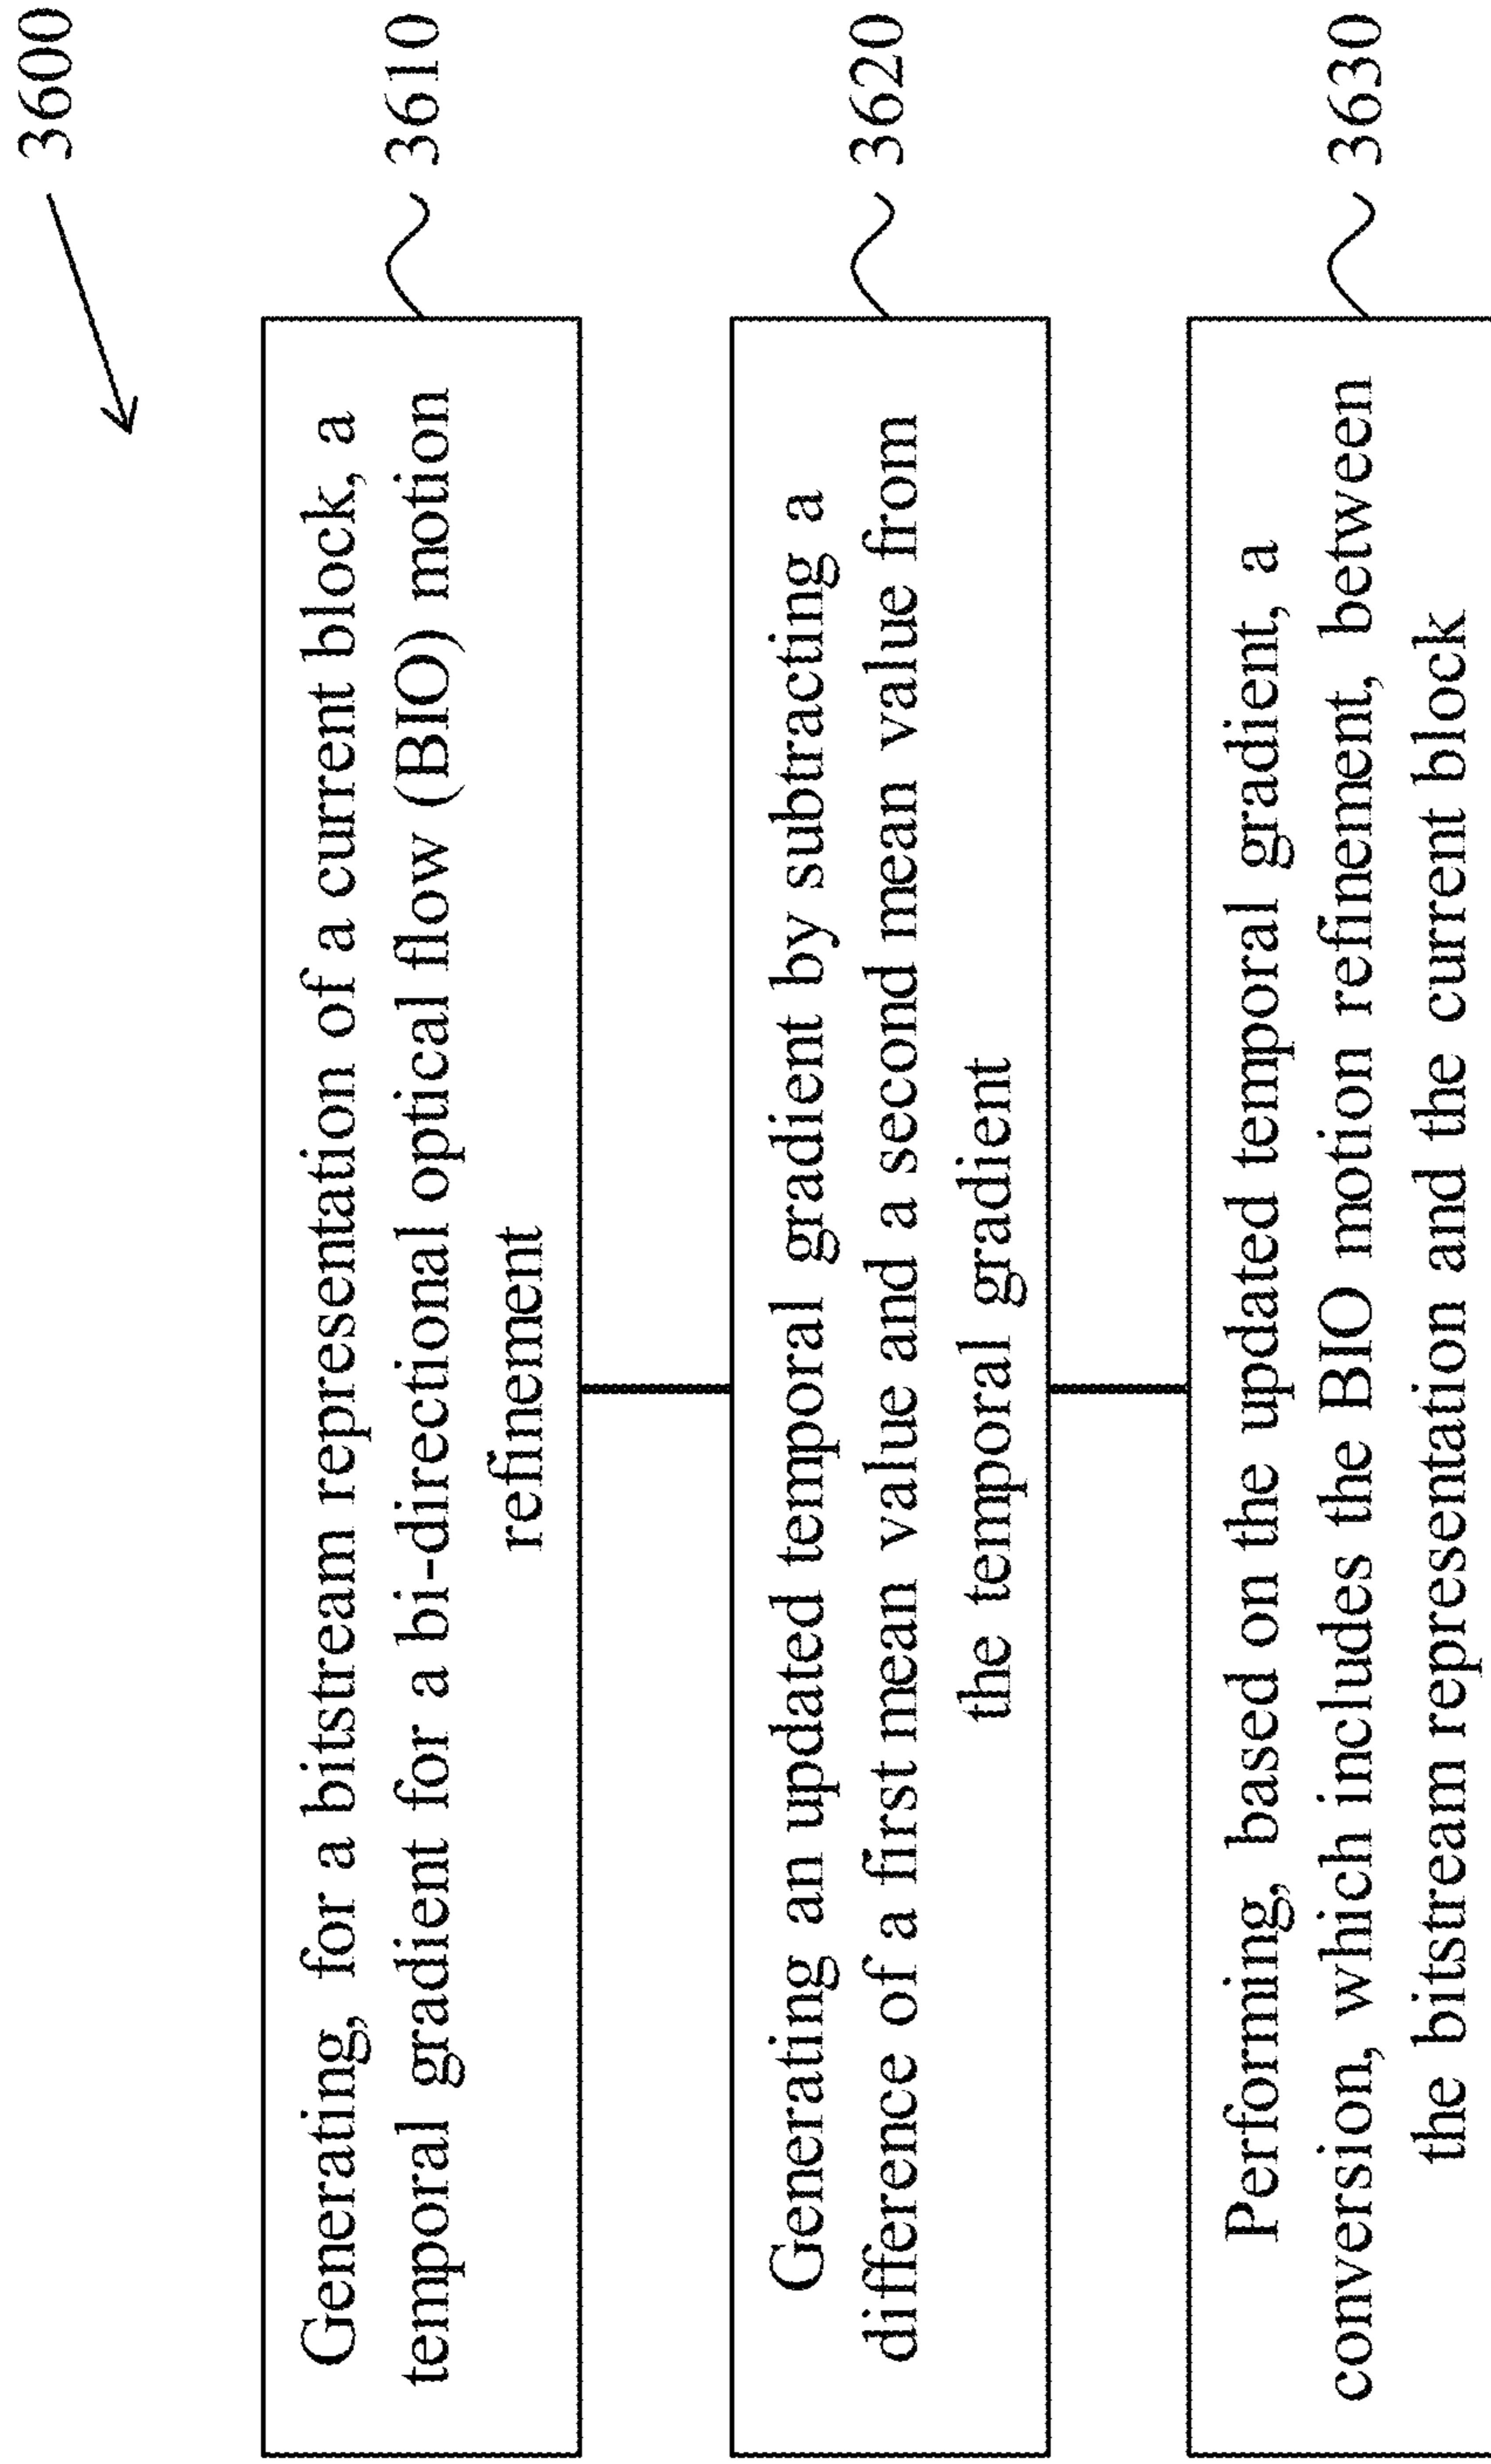 3600
Generating, for a bitstream representation of a current block, a
temporal gradient for a bi-directional optical flow (BIO) motion
refinement
3610
Generating an updated temporal gradient by subtracting a
difference of a first mean value and a second mean value from
the temporal gradient
3620
Performing, based on the updated temporal gradient, a
conversion, which includes the BIO motion refinement, between
the bitstream representation and the current block
3630